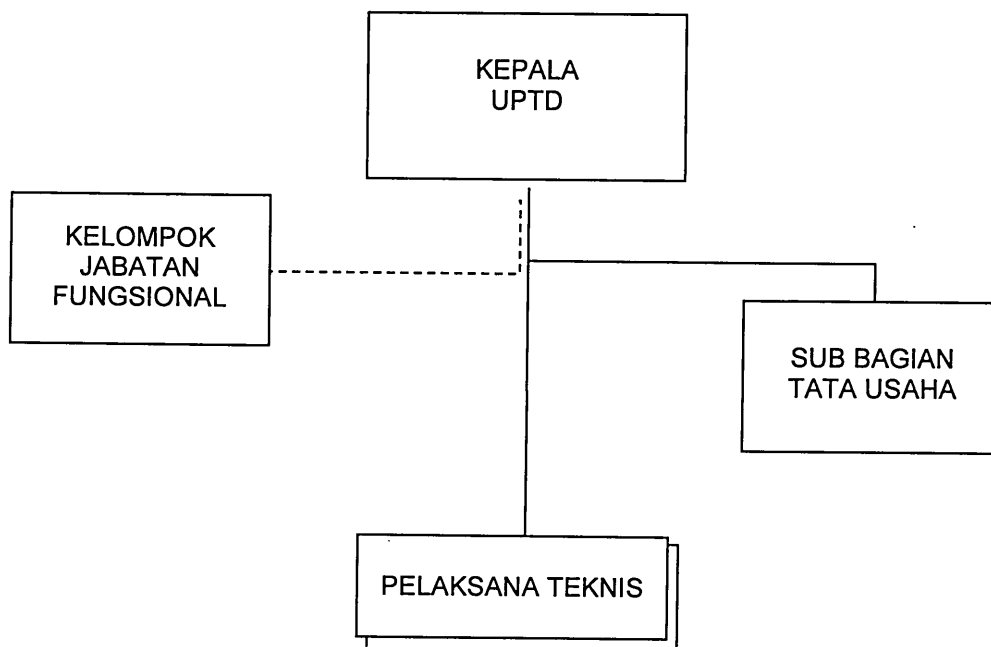 KEPALA
UPTD
KELOMPOK
JABATAN
FUNGSIONAL
SUB BAGIAN
TATA USAHA
PELAKSANA TEKNIS